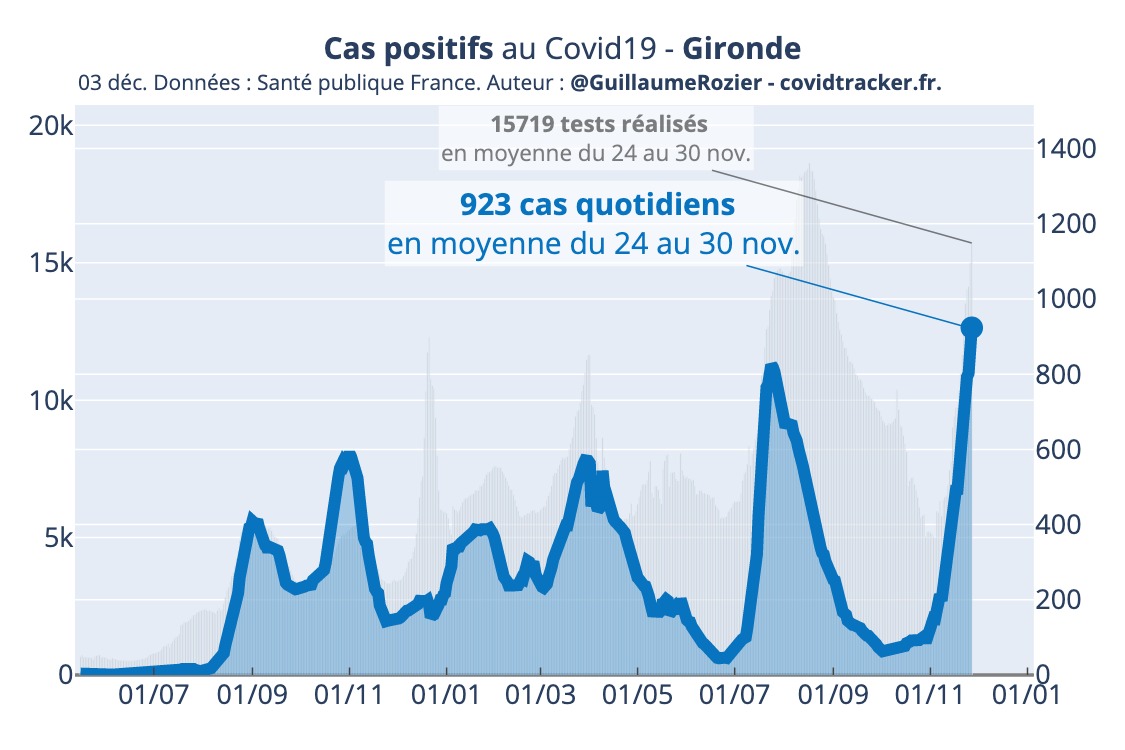 Cas positifs au Covid19 - Gironde
03 déc. Données : Santé publique France. Auteur : @GuillaumeRozier - covidtracker.fr.
15719 tests réalisés
en moyenne du 24 au 30 nov.
923 cas quotidiens
en moyenne du 24 au 30 nov.
20k
15k
10k
5k
0
1400
1200
1000
800
600
400
200
0
01/07 01/09 01/11 01/01 01/03 01/05 01/07 01/09 01/11 01/01